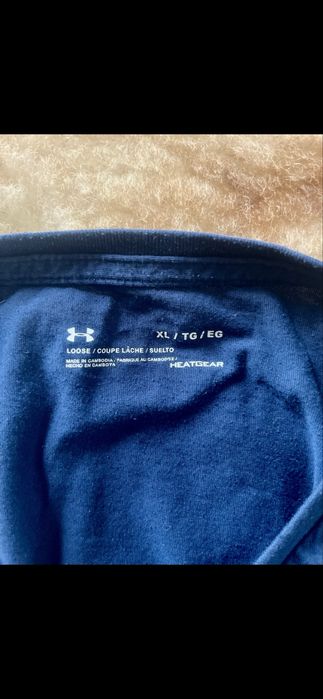 XL / TG / EG
LOOSE / COUPE LÂCHE / SUELTO
MADE IN CAMBODIA / FABRIQUÉ AU CAMBODGE /
HECHO EN CAMBOYA
HEATGEAR